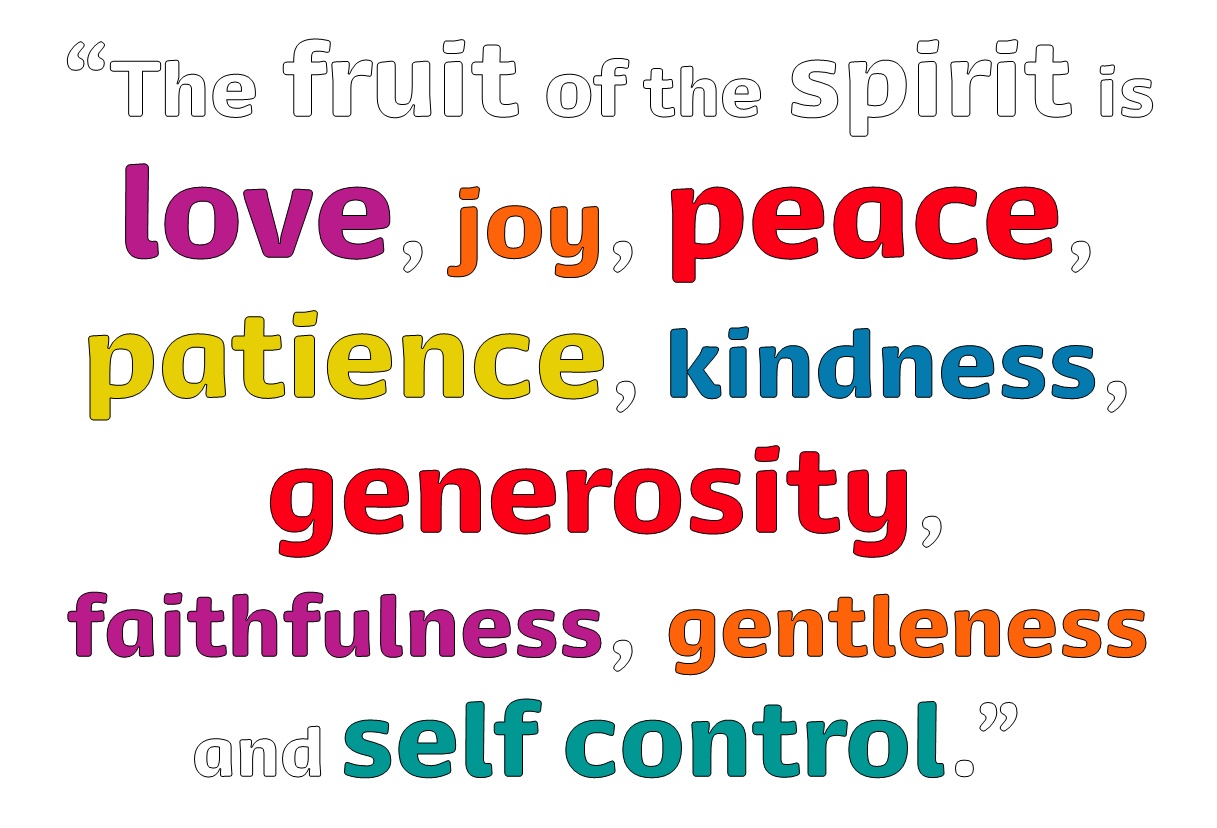 “The fruit of the spirit is
love, joy, peace,
patience, kindness,
generosity,
faithfulness, gentleness
and self control.”